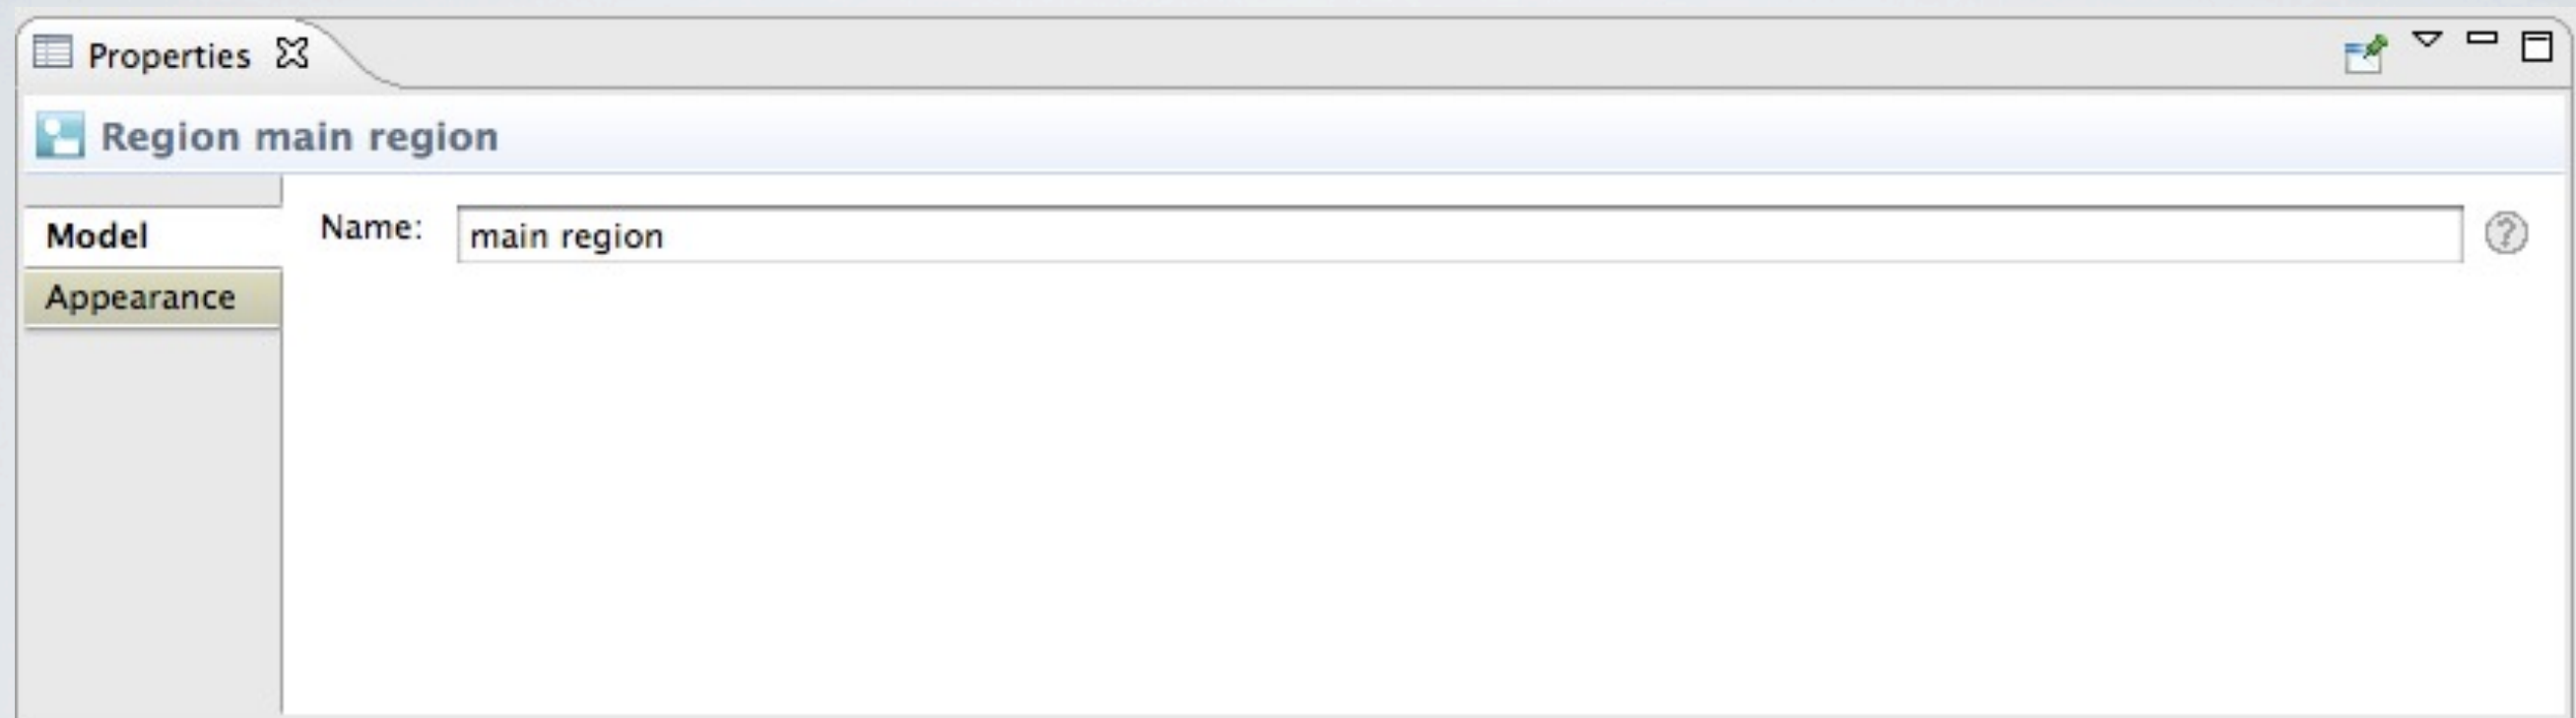 Properties
Region main region
Model
Name: main region
Appearance